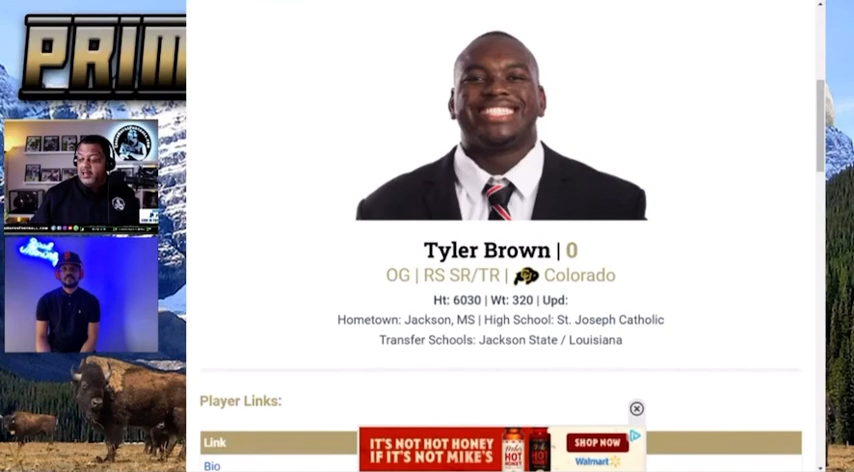 PRIM
Tyler Brown | 0
OG | RS SR/TR | Colorado
Ht: 6030 | Wt: 320 | Upd:
Hometown: Jackson, MS | High School: St. Joseph Catholic
Transfer Schools: Jackson State / Louisiana
Player Links:
Link
IT'S NOT HOT HONEY
IF IT'S NOT MIKE'S
SHOP NOW
Walmart
Bio